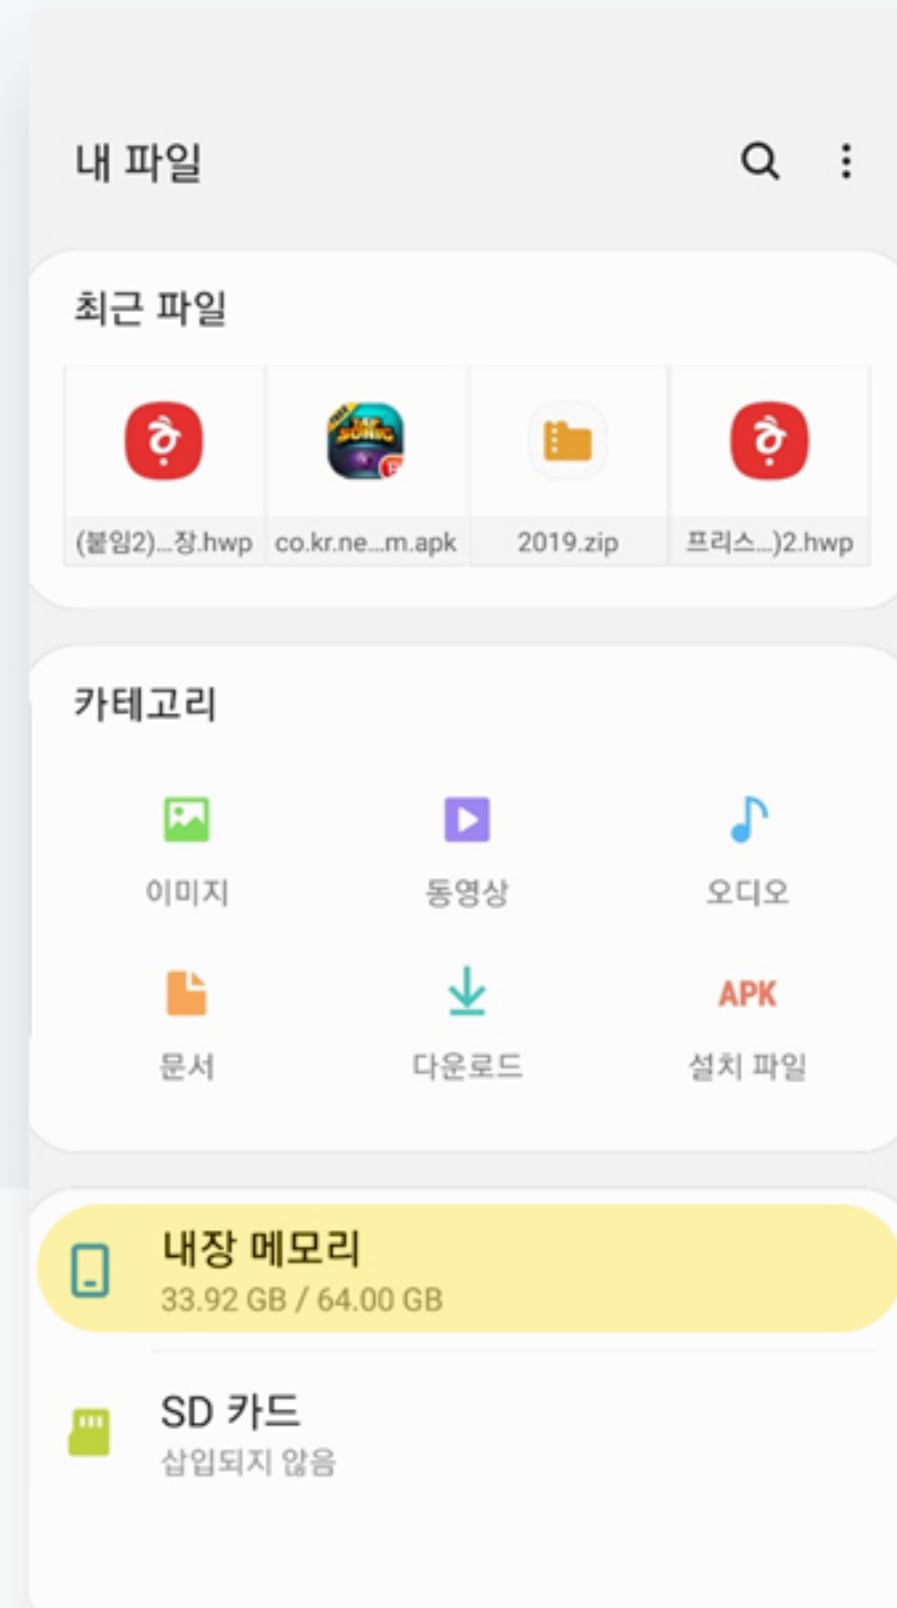 내 파일
최근 파일
(붙임2)...장.hwp
co.kr.ne...m.apk
2019.zip
프리스...)2.hwp
카테고리
이미지
동영상
오디오
문서
다운로드
APK
설치 파일
내장 메모리
33.92 GB / 64.00 GB
SD 카드
삽입되지 않음